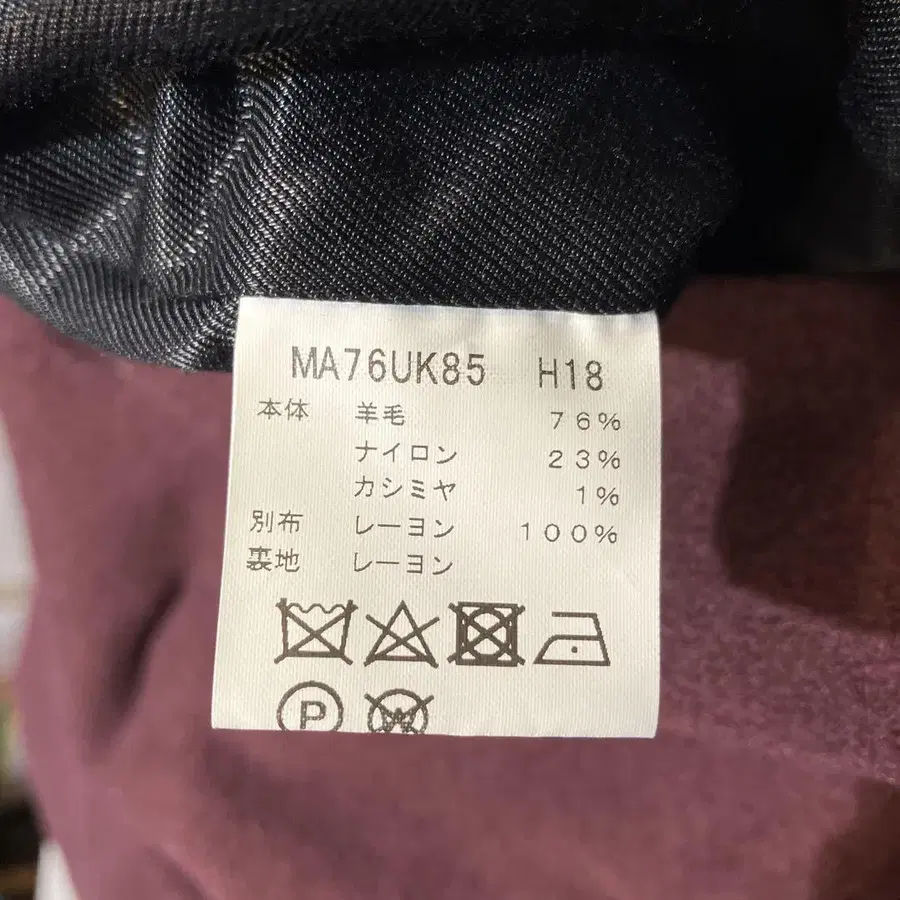 MA76UK85 H18
本体 羊毛 76%
ナイロン 23%
カシミヤ 1%
別布 レーヨン 100%
裏地 レーヨン
P W